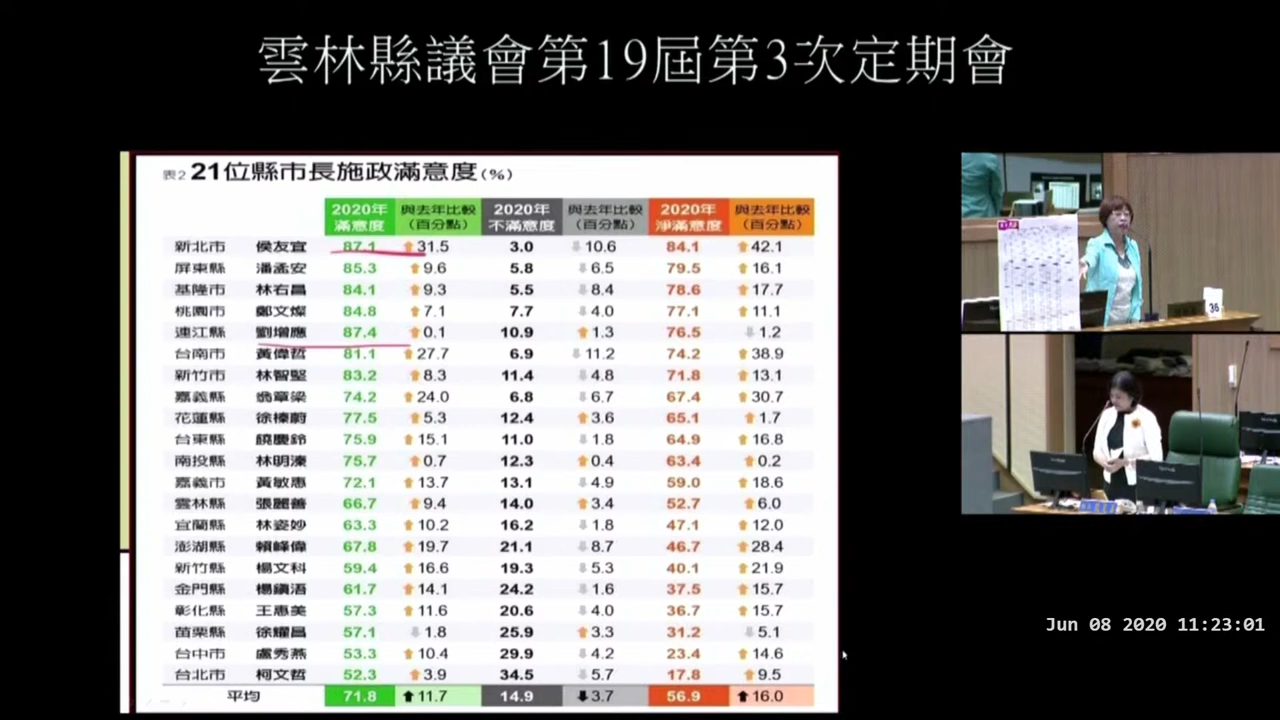 雲林縣議會第19屆第3次定期會
表2 21位縣市長施政滿意度(%)
2020年滿意度 與去年比較(百分點) 2020年不滿意度 與去年比較(百分點) 2020年淨滿意度 與去年比較(百分點)
新北市 侯友宜 87.1 ⬆31.5 3.0 ⬇10.6 84.1 ⬆42.1
屏東縣 潘孟安 85.3 ⬆9.6 5.8 ⬇6.5 79.5 ⬆16.1
基隆市 林右昌 84.1 ⬆9.3 5.5 ⬇8.4 78.6 ⬆17.7
桃園市 鄭文燦 84.8 ⬆7.1 7.7 ⬇4.0 77.1 ⬆11.1
連江縣 劉增應 87.4 ⬆0.1 10.9 ⬆1.3 76.5 ⬇1.2
台南市 黃偉哲 81.1 ⬆27.7 6.9 ⬇11.2 74.2 ⬆38.9
新竹市 林智堅 83.2 ⬆8.3 11.4 ⬇4.8 71.8 ⬆13.1
嘉義縣 翁章梁 74.2 ⬆24.0 6.8 ⬇6.7 67.4 ⬆30.7
花蓮縣 徐榛蔚 77.5 ⬆5.3 12.4 ⬆3.6 65.1 ⬆1.7
台東縣 饒慶鈴 75.9 ⬆15.1 11.0 ⬇1.8 64.9 ⬆16.8
南投縣 林明溱 75.7 ⬆0.7 12.3 ⬆0.4 63.4 ⬆0.2
嘉義市 黃敏惠 72.1 ⬆13.7 13.1 ⬇4.9 59.0 ⬆18.6
雲林縣 張麗善 66.7 ⬆9.4 14.0 ⬆3.4 52.7 ⬆6.0
宜蘭縣 林姿妙 63.3 ⬆10.2 16.2 ⬇1.8 47.1 ⬆12.0
澎湖縣 賴峰偉 67.8 ⬆19.7 21.1 ⬇8.7 46.7 ⬆28.4
新竹縣 楊文科 59.4 ⬆16.6 19.3 ⬇5.3 40.1 ⬆21.9
金門縣 楊鎮浯 61.7 ⬆14.1 24.2 ⬇1.6 37.5 ⬆15.7
彰化縣 王惠美 57.3 ⬆11.6 20.6 ⬇4.0 36.7 ⬆15.7
苗栗縣 徐耀昌 57.1 ⬇1.8 25.9 ⬆3.3 31.2 ⬇5.1
台中市 盧秀燕 53.3 ⬆10.4 29.9 ⬇4.2 23.4 ⬆14.6
台北市 柯文哲 52.3 ⬆3.9 34.5 ⬇5.7 17.8 ⬆9.5
平均 71.8 ⬆11.7 14.9 ⬇3.7 56.9 ⬆16.0
36
Jun 08 2020 11:23:01